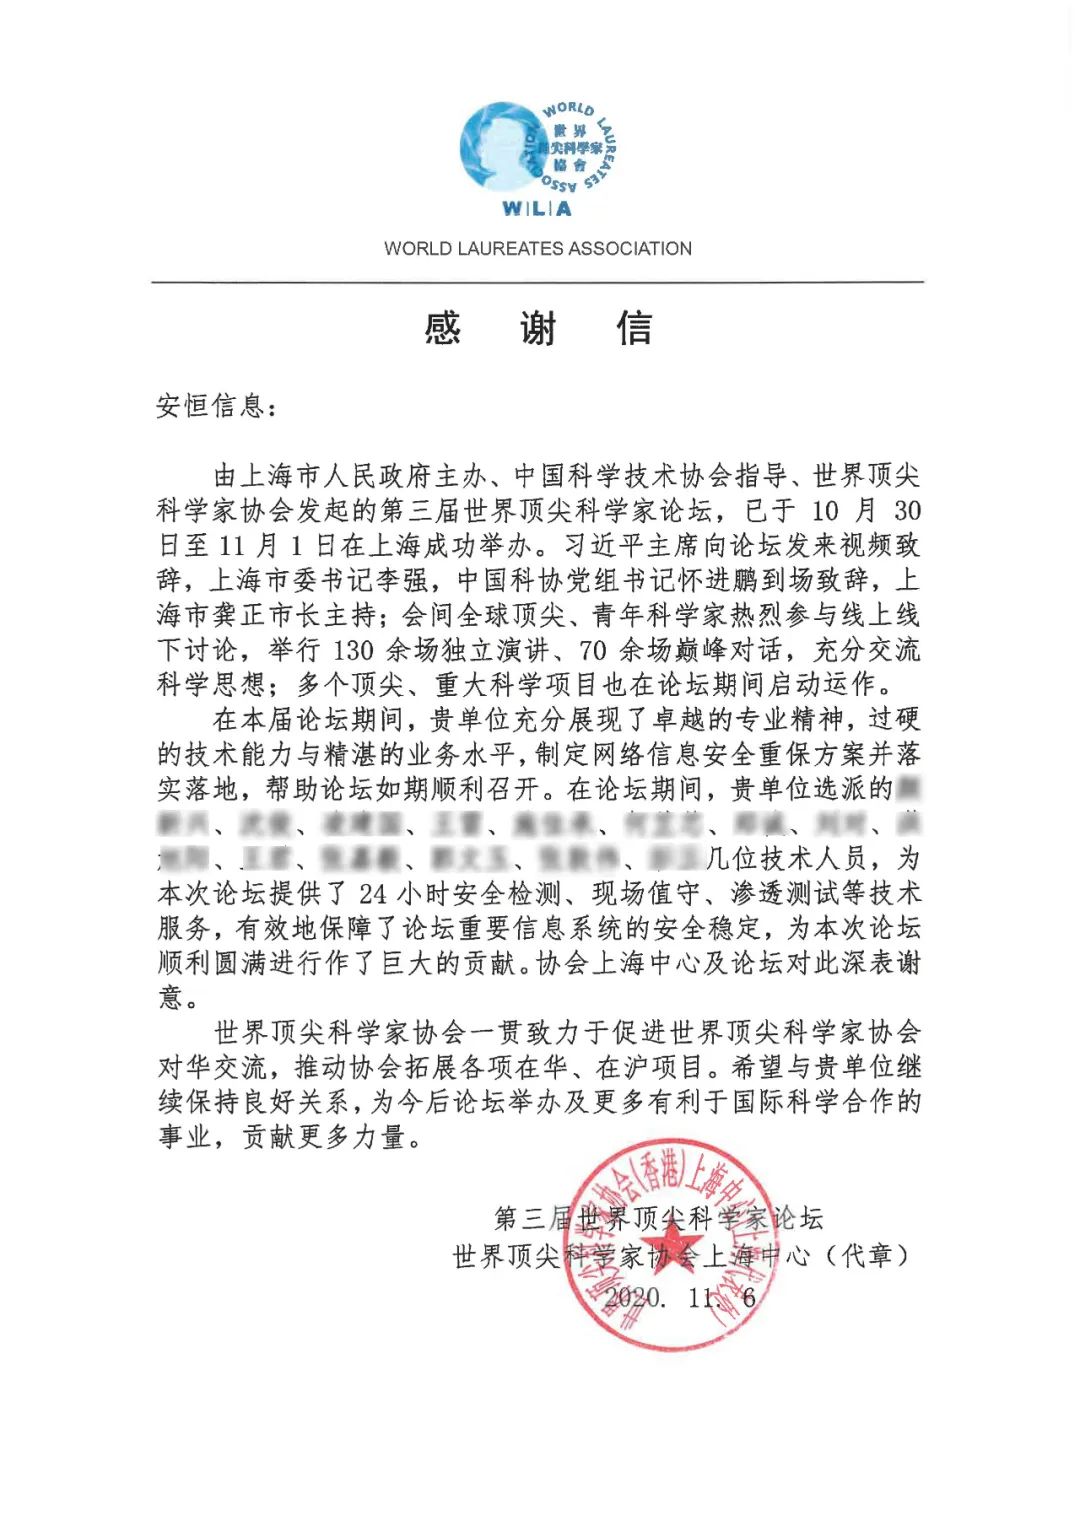 WORLD LAUREATES ASSOCIATION
世界
顶尖科学家
協會
W|L|A
WORLD LAUREATES ASSOCIATION
感 谢 信
安恒信息：
由上海市人民政府主办、中国科学技术协会指导、世界顶尖
科学家协会发起的第三届世界顶尖科学家论坛，已于 10 月 30
日至 11 月 1 日在上海成功举办。习近平主席向论坛发来视频致
辞，上海市委书记李强，中国科协党组书记怀进鹏到场致辞，上
海市龚正市长主持；会间全球顶尖、青年科学家热烈参与线上线
下讨论，举行 130 余场独立演讲、70 余场巅峰对话，充分交流
科学思想；多个顶尖、重大科学项目也在论坛期间启动运作。
在本届论坛期间，贵单位充分展现了卓越的专业精神，过硬
的技术能力与精湛的业务水平，制定网络信息安全重保方案并落
实落地，帮助论坛如期顺利召开。在论坛期间，贵单位选派的
、、、、、、、、
、、、、、几位技术人员，为
本次论坛提供了 24 小时安全检测、现场值守、渗透测试等技术
服务，有效地保障了论坛重要信息系统的安全稳定，为本次论坛
顺利圆满进行作了巨大的贡献。协会上海中心及论坛对此深表谢
意。
世界顶尖科学家协会一贯致力于促进世界顶尖科学家协会
对华交流，推动协会拓展各项在华、在沪项目。希望与贵单位继
续保持良好关系，为今后论坛举办及更多有利于国际科学合作的
事业，贡献更多力量。
第三届世界顶尖科学家论坛
世界顶尖科学家协会上海中心（代章）
2020. 11. 6
世界顶尖科学家协会(香港)上海中心(上海代表处)